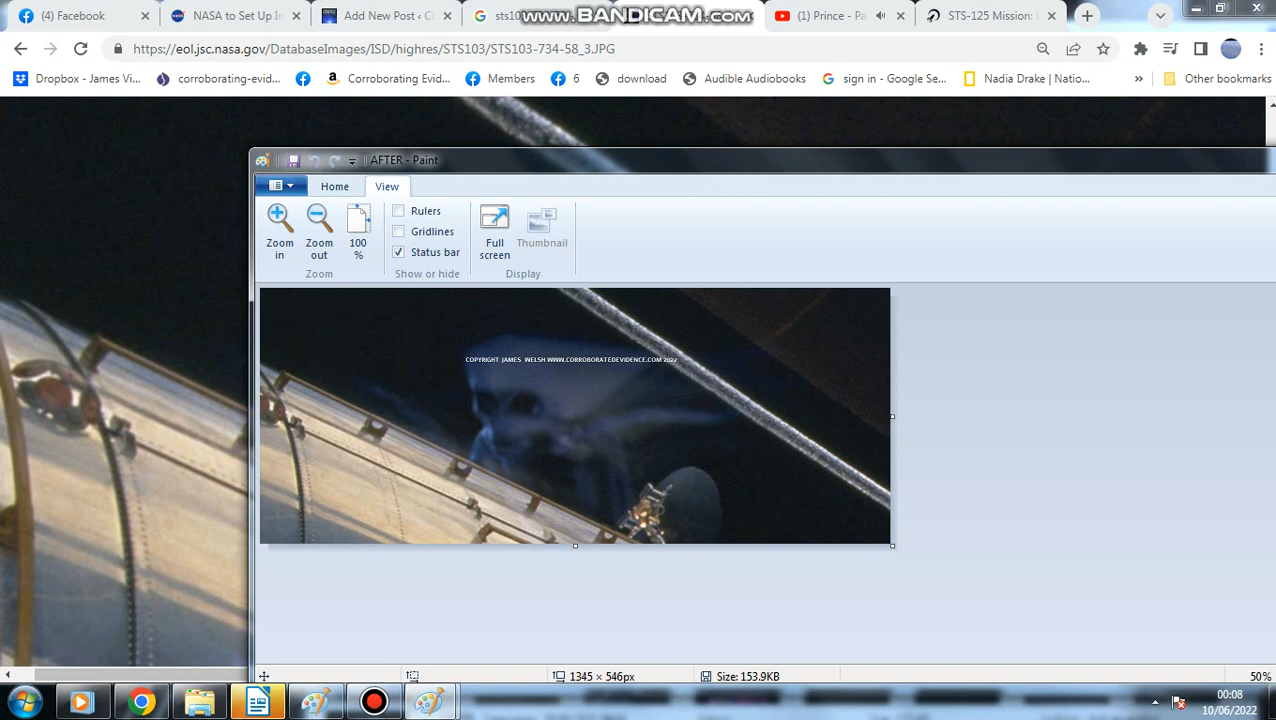 (4) Facebook
NASA to Set Up In
Add New Post ‹ C
sts10
www.BANDICAM.com
(1) Prince - Pa
STS-125 Mission
https://eol.jsc.nasa.gov/DatabaseImages/ISD/highres/STS103/STS103-734-58_3.JPG
Dropbox - James Vi...
corroborating-evid...
Corroborating Evid...
Members
6
download
Audible Audiobooks
sign in - Google Se...
Nadia Drake | Natio...
»
Other bookmarks
AFTER - Paint
Home
View
Zoom in
Zoom out
100 %
Rulers
Gridlines
Status bar
Full screen
Thumbnail
Zoom
Show or hide
Display
COPYRIGHT JAMES WELSH WWW.CORROBORATEDEVIDENCE.COM 2022
1345 × 546px
Size: 153.9KB
50%
00:08
10/06/2022